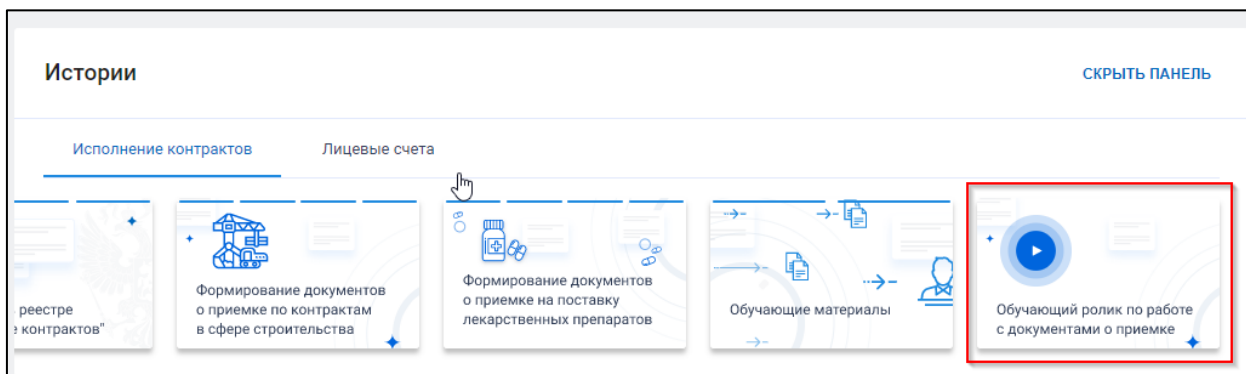 Истории
СКРЫТЬ ПАНЕЛЬ
Исполнение контрактов
Лицевые счета
реестре
контрактов"
Формирование документов
о приемке по контрактам
в сфере строительства
Формирование документов
о приемке на поставку
лекарственных препаратов
Обучающие материалы
Обучающий ролик по работе
с документами о приемке